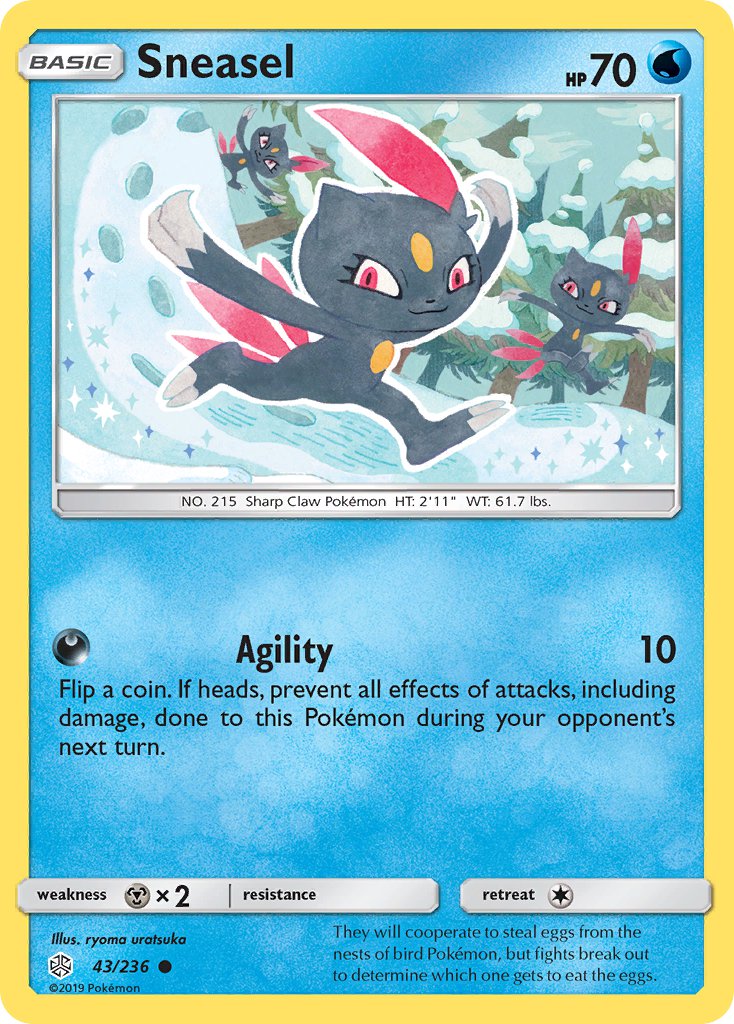 BASIC Sneasel HP 70
NO. 215 Sharp Claw Pokémon HT: 2'11" WT: 61.7 lbs.
Agility 10
Flip a coin. If heads, prevent all effects of attacks, including
damage, done to this Pokémon during your opponent's
next turn.
weakness ×2 resistance retreat
Illus. ryoma uratsuka
43/236
©2019 Pokémon
They will cooperate to steal eggs from the
nests of bird Pokémon, but fights break out
to determine which one gets to eat the eggs.